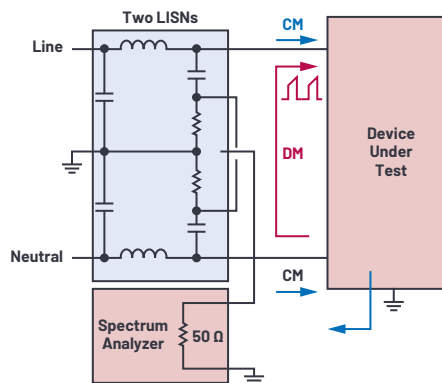 Two LISNs
Line
CM
DM
Device
Under
Test
Neutral
CM
Spectrum
Analyzer
50 Ω